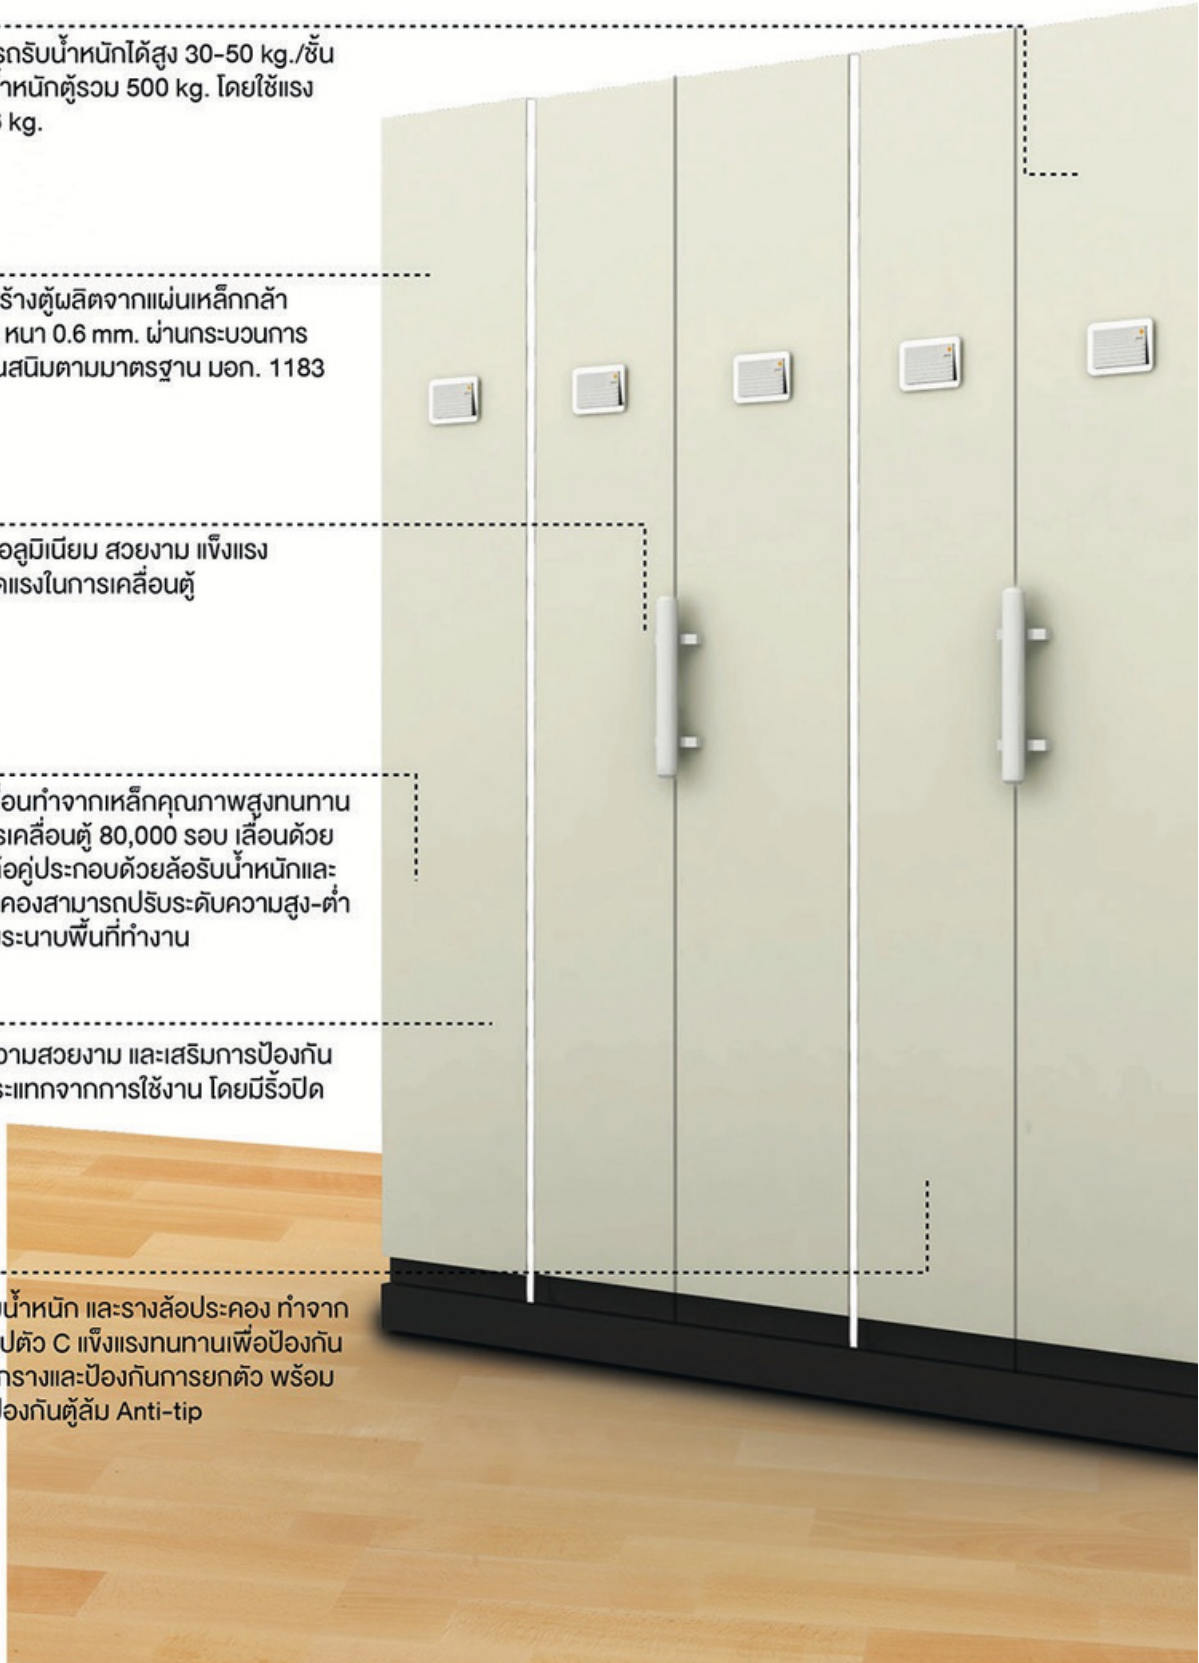 รถรับน้ำหนักได้สูง 30-50 kg./ชั้น
้ำหนักตู้รวม 500 kg. โดยใช้แรง
kg.
ร้างตู้ผลิตจากแผ่นเหล็กกล้า
หนา 0.6 mm. ผ่านกระบวนการ
นสนิมตามมาตรฐาน มอก. 1183
อลูมิเนียม สวยงาม แข็งแรง
ดแรงในการเคลื่อนตู้
ื่อนทำจากเหล็กคุณภาพสูงทนทาน
รเคลื่อนตู้ 80,000 รอบ เลื่อนด้วย
้อคู่ประกอบด้วยล้อรับน้ำหนักและ
คองสามารถปรับระดับความสูง-ต่ำ
ระนาบพื้นที่ทำงาน
วามสวยงาม และเสริมการป้องกัน
ระแทกจากการใช้งาน โดยมีริ้วปิด
น้ำหนัก และรางล้อประคอง ทำจาก
ปตัว C แข็งแรงทนทานเพื่อป้องกัน
กรางและป้องกันการยกตัว พร้อม
ป้องกันตู้ล้ม Anti-tip